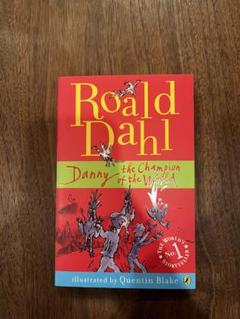 Roald
Dahl
Danny the Champion
of the World
THE WORLD'S
No 1
STORYTELLER
illustrated by Quentin Blake